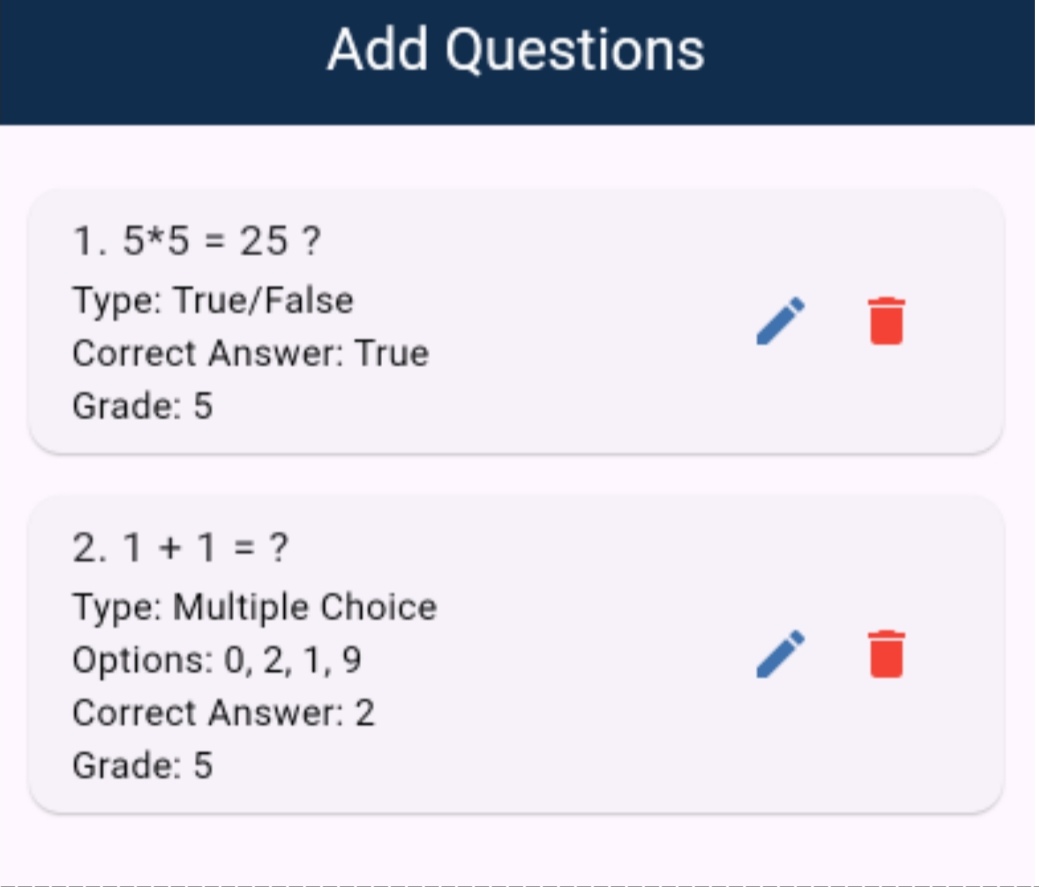 Add Questions
1. 5*5 = 25 ?
Type: True/False
Correct Answer: True
Grade: 5
2. 1 + 1 = ?
Type: Multiple Choice
Options: 0, 2, 1, 9
Correct Answer: 2
Grade: 5